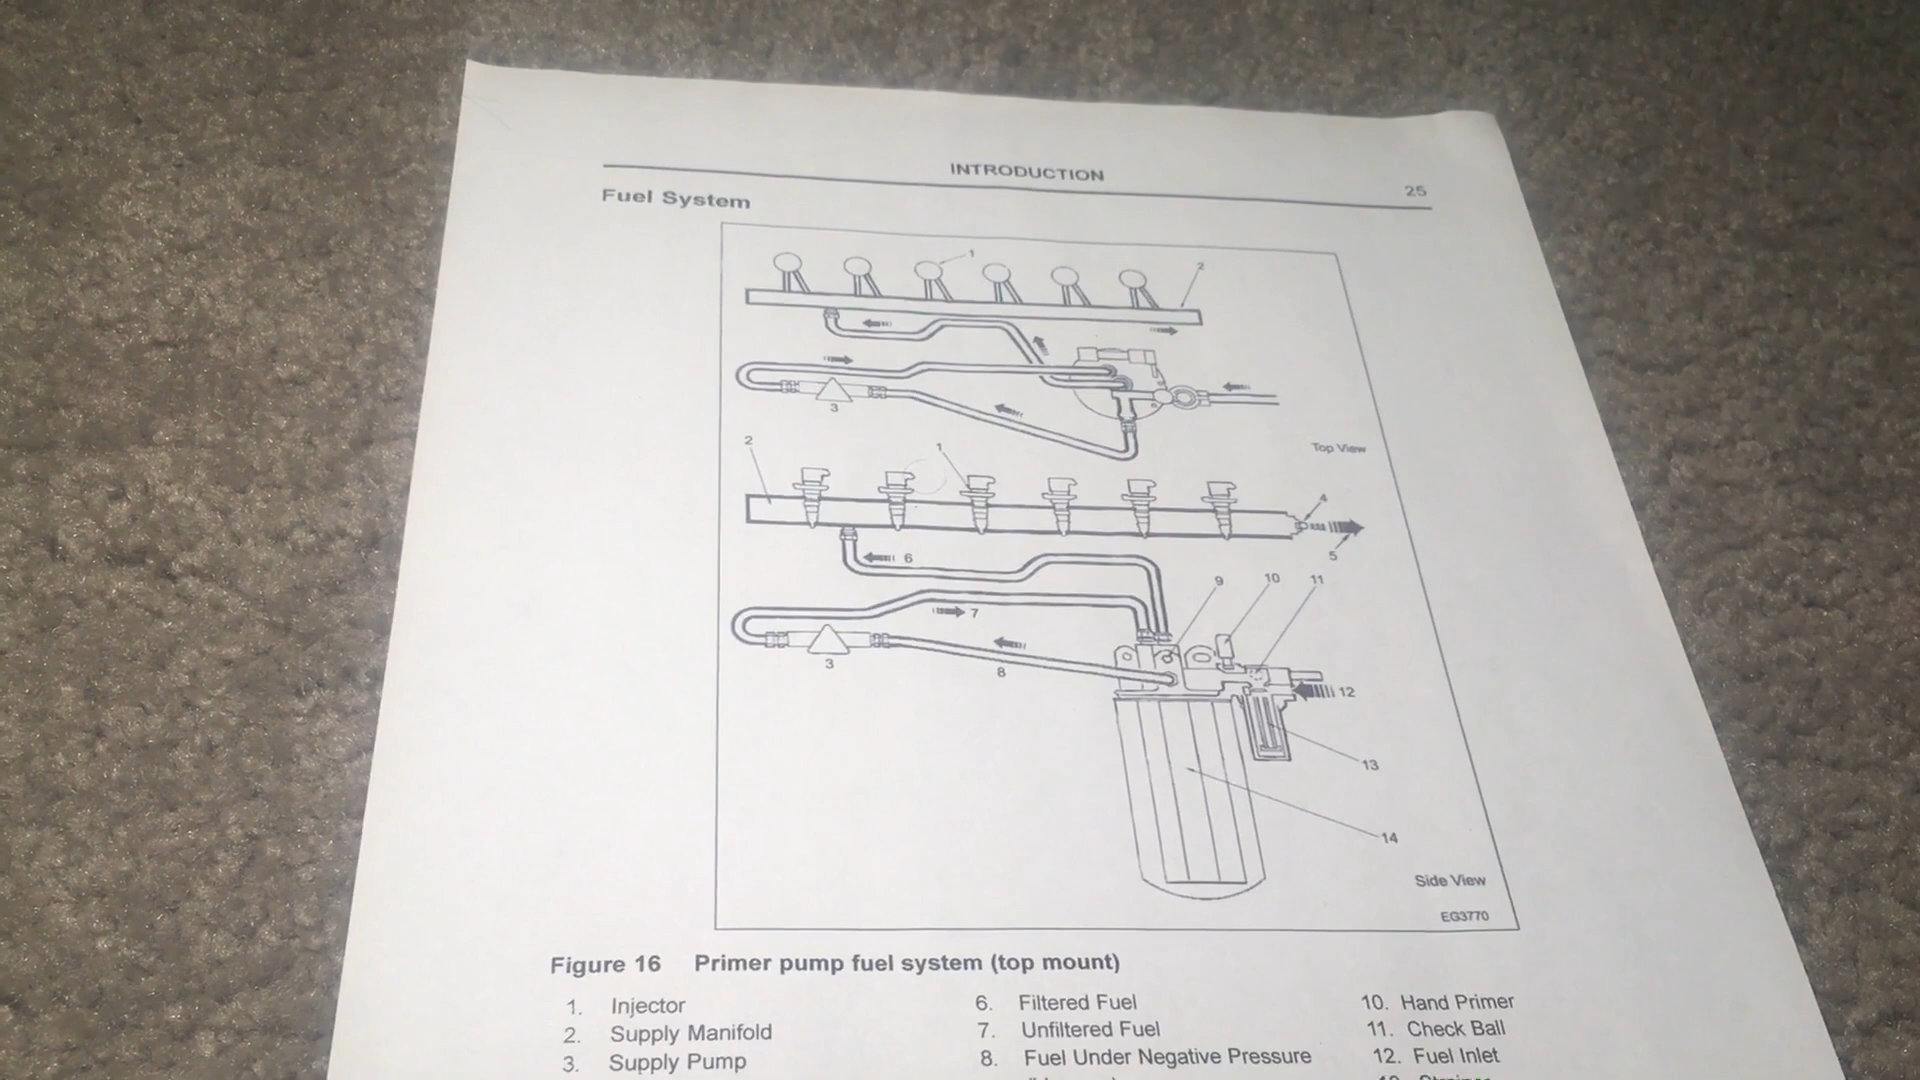 INTRODUCTION
25
Fuel System
1
2
3
Top View
2
1
4
5
6
9
10
11
7
3
8
12
13
14
Side View
EG3770
Figure 16 Primer pump fuel system (top mount)
1. Injector
2. Supply Manifold
3. Supply Pump
6. Filtered Fuel
7. Unfiltered Fuel
8. Fuel Under Negative Pressure
10. Hand Primer
11. Check Ball
12. Fuel Inlet